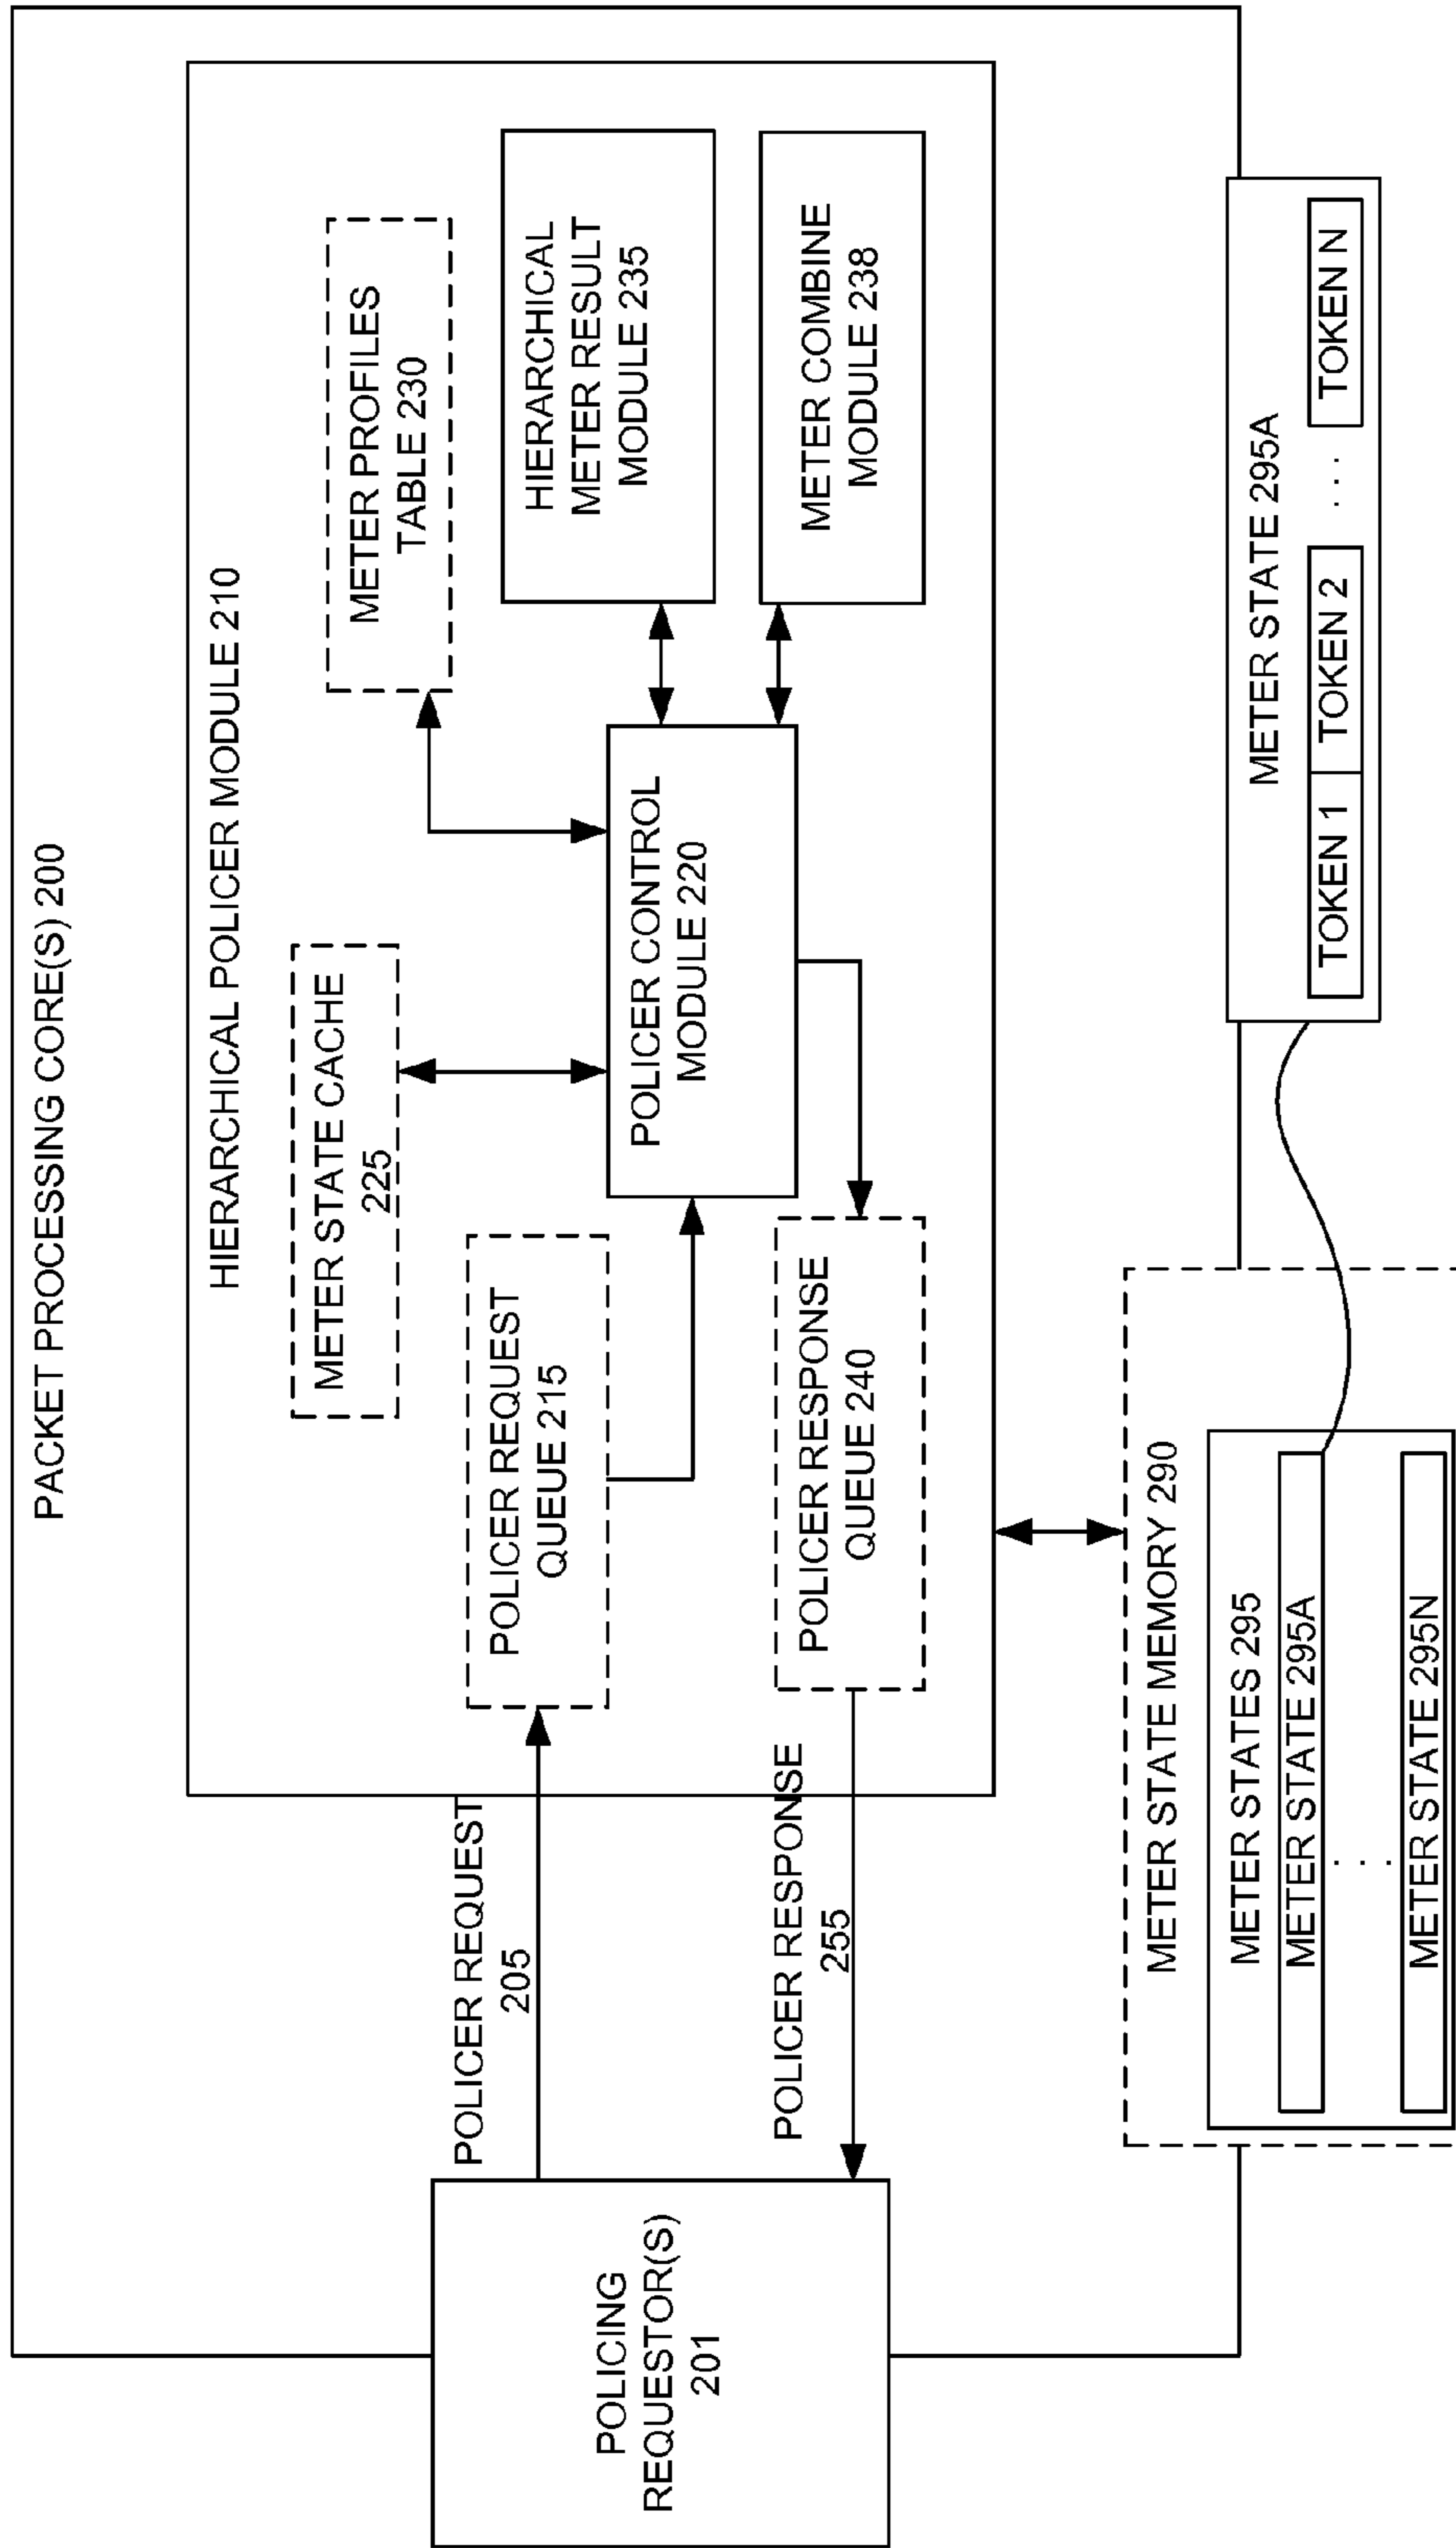 PACKET PROCESSING CORE(S) 200
HIERARCHICAL POLICER MODULE 210
METER STATE CACHE
225
METER PROFILES
TABLE 230
POLICING
REQUESTOR(S)
201
POLICER REQUEST
205
POLICER REQUEST
QUEUE 215
POLICER CONTROL
MODULE 220
HIERARCHICAL
METER RESULT
MODULE 235
POLICER RESPONSE
255
POLICER RESPONSE
QUEUE 240
METER COMBINE
MODULE 238
METER STATE MEMORY 290
METER STATES 295
METER STATE 295A
. . .
METER STATE 295N
METER STATE 295A
TOKEN 1
TOKEN 2
. . .
TOKEN N